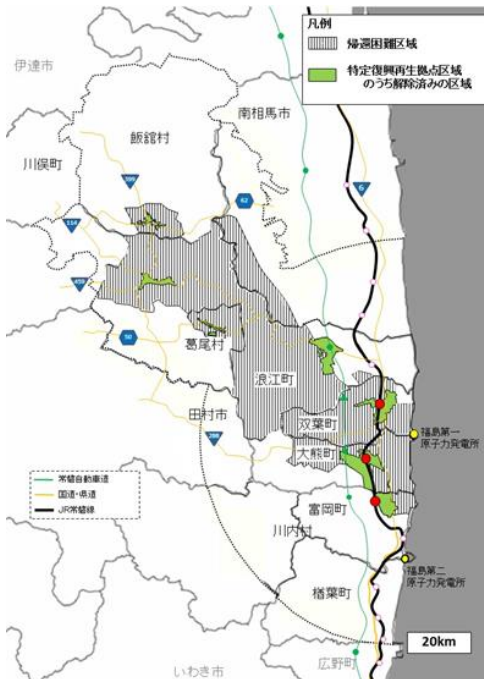 凡例
帰還困難区域
特定復興再生拠点区域
のうち解除済みの区域
伊達市
南相馬市
飯舘村
川俣町
399
62
6
114
459
50
葛尾村
浪江町
田村市
双葉町
288
大熊町
福島第一
原子力発電所
常磐自動車道
国道・県道
JR常磐線
富岡町
川内村
福島第二
原子力発電所
楢葉町
20km
広野町
いわき市